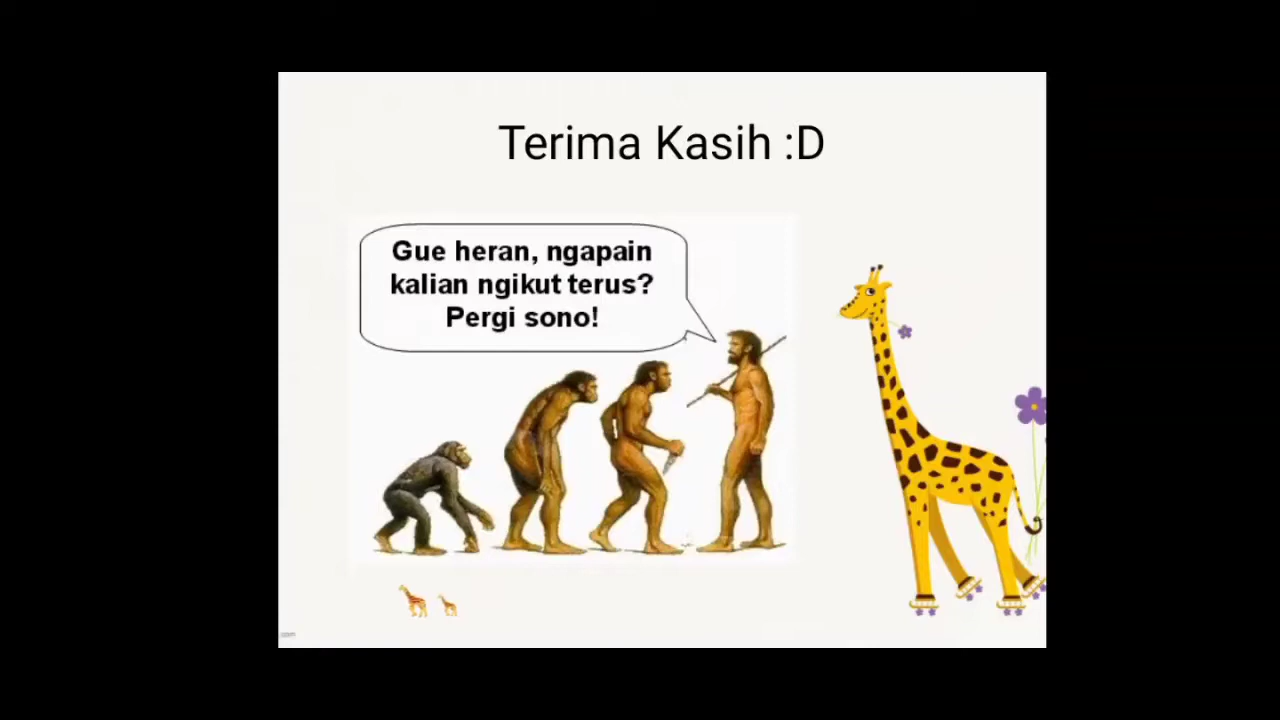 Terima Kasih :D
Gue heran, ngapain
kalian ngikut terus?
Pergi sono!